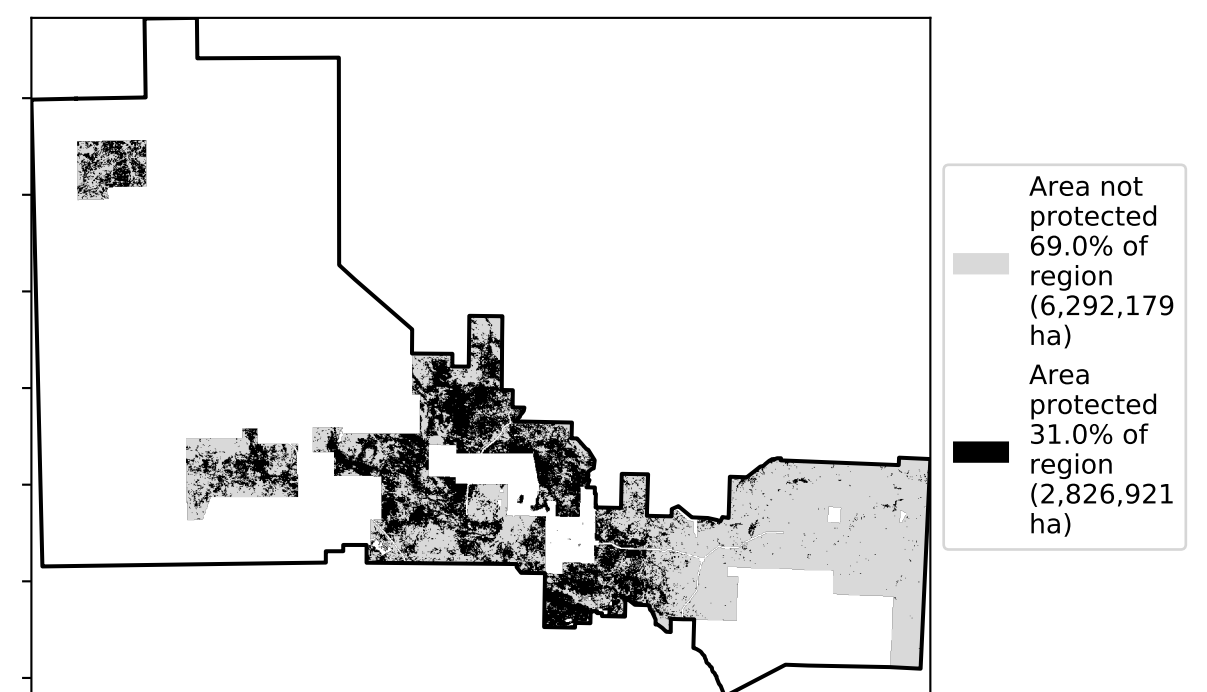 Area not
protected
69.0% of
region
(6,292,179
ha)
Area
protected
31.0% of
region
(2,826,921
ha)